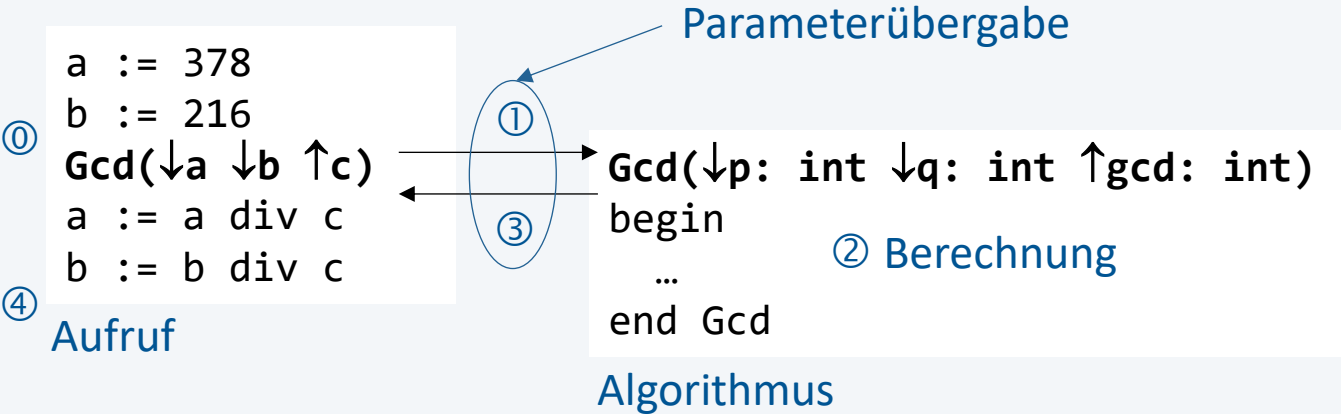 Parameterübergabe
a := 378
b := 216
⓪
Gcd(↓a ↓b ↑c)
a := a div c
b := b div c
④
Aufruf
①
③
Gcd(↓p: int ↓q: int ↑gcd: int)
begin
② Berechnung
…
end Gcd
Algorithmus